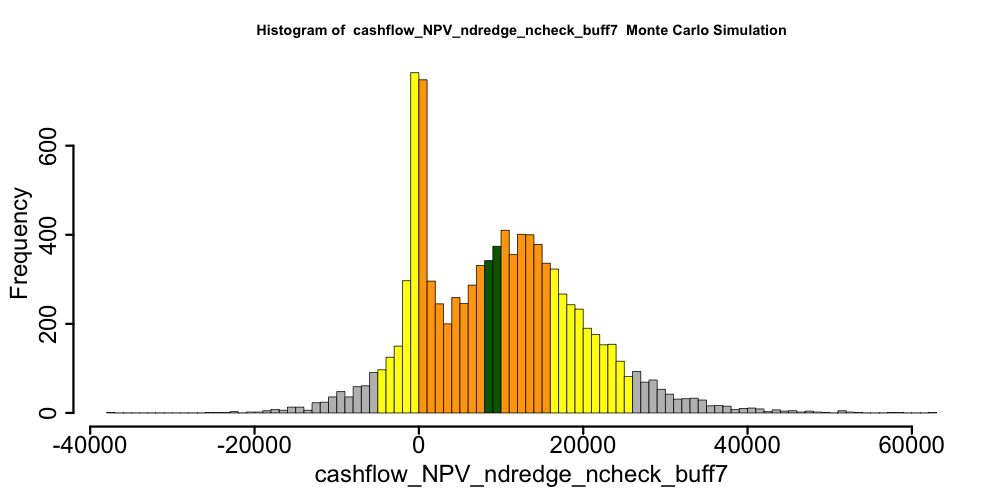 Histogram of cashflow_NPV_ndredge_ncheck_buff7 Monte Carlo Simulation
Frequency
600
400
200
0
-40000 -20000 0 20000 40000 60000
cashflow_NPV_ndredge_ncheck_buff7